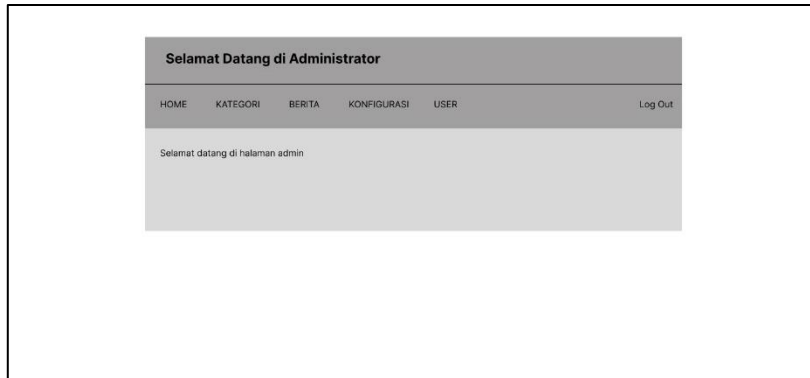 Selamat Datang di Administrator
HOME KATEGORI BERITA KONFIGURASI USER Log Out
Selamat datang di halaman admin